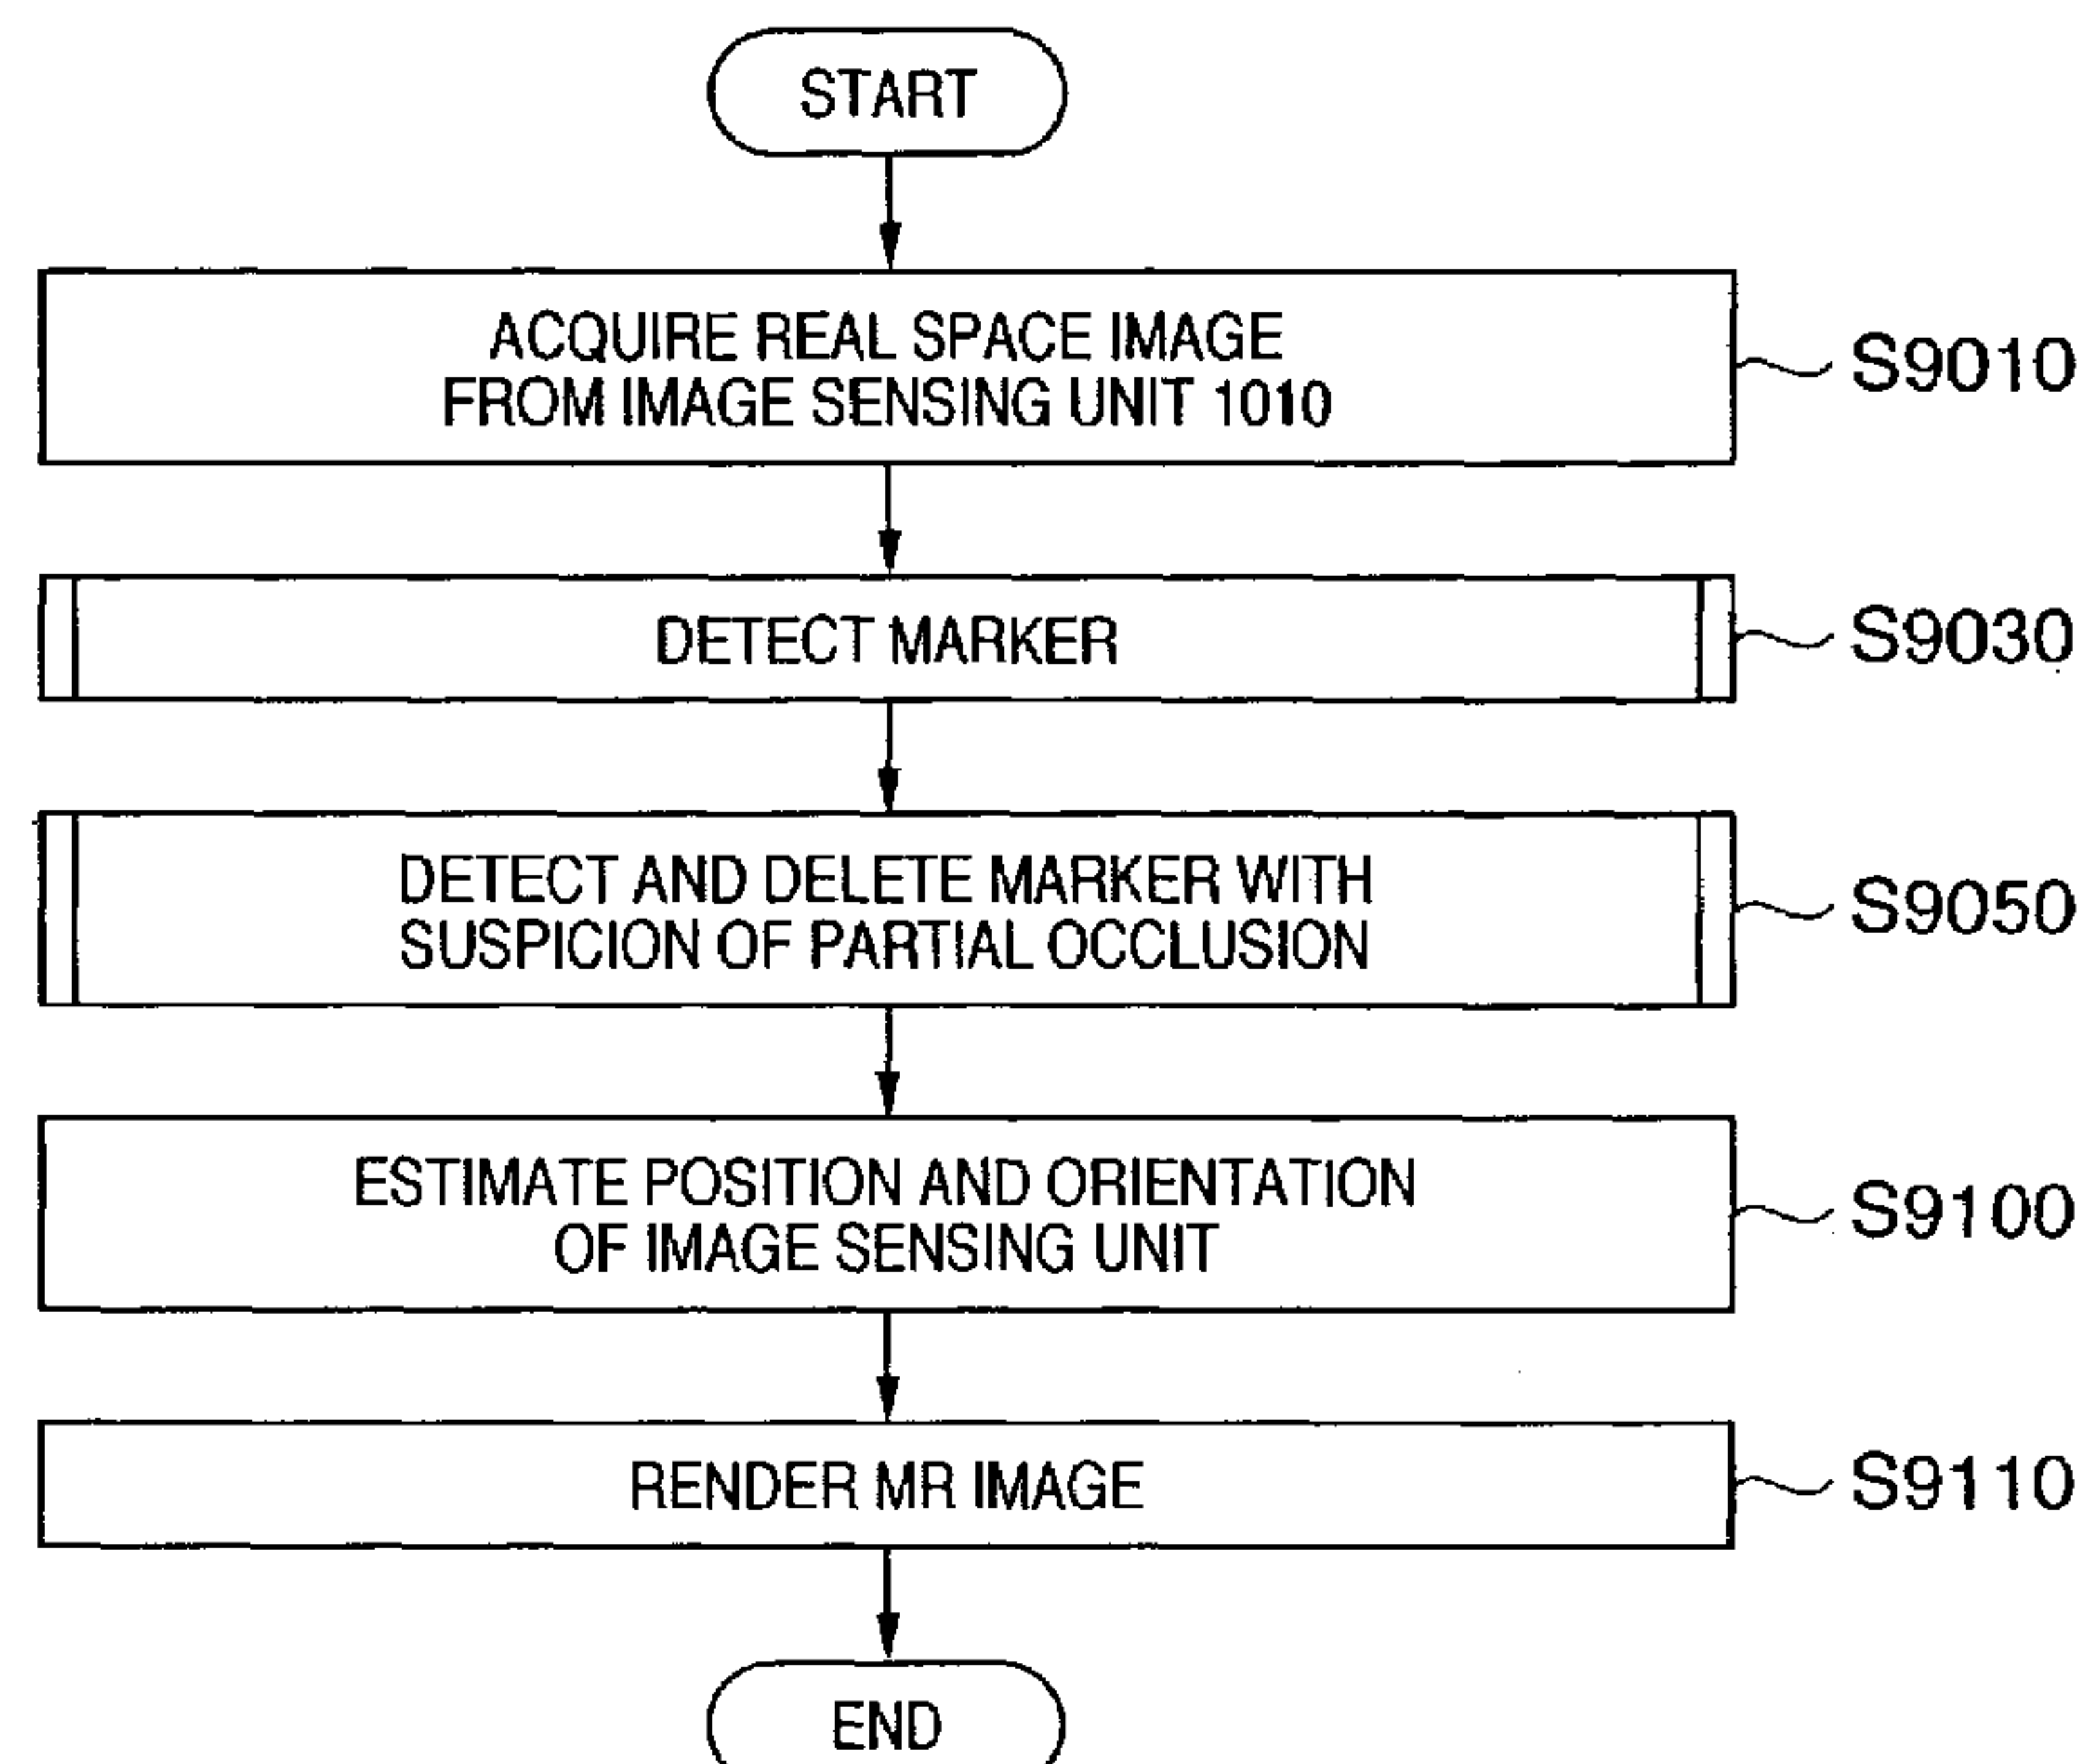 START
ACQUIRE REAL SPACE IMAGE
FROM IMAGE SENSING UNIT 1010
S9010
DETECT MARKER
S9030
DETECT AND DELETE MARKER WITH
SUSPICION OF PARTIAL OCCLUSION
S9050
ESTIMATE POSITION AND ORIENTATION
OF IMAGE SENSING UNIT
S9100
RENDER MR IMAGE
S9110
END